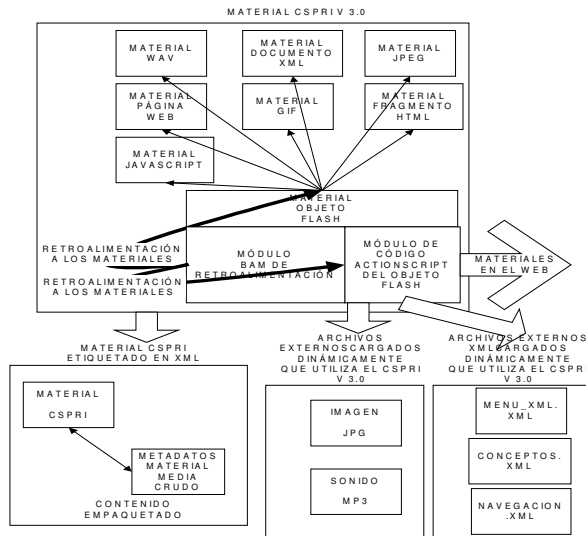 MATERIAL CSPRI V 3.0
MATERIAL
WAV
MATERIAL
DOCUMENTO
XML
MATERIAL
JPEG
MATERIAL
PÁGINA
WEB
MATERIAL
GIF
MATERIAL
FRAGMENTO
HTML
MATERIAL
JAVASCRIPT
MATERIAL
OBJETO
FLASH
RETROALIMENTACIÓN
A LOS MATERIALES
MÓDULO
BAM DE
RETROALIMENTACIÓN
RETROALIMENTACIÓN
A LOS MATERIALES
MÓDULO DE
CÓDIGO
ACTIONSCRIPT
DEL OBJETO
FLASH
MATERIALES
EN EL WEB
MATERIAL CSPRI
ETIQUETADO EN XML
MATERIAL
CSPRI
METADATOS
MATERIAL
MEDIA
CRUDO
CONTENIDO
EMPAQUETADO
ARCHIVOS
EXTERNOSCARGADOS
DINÁMICAMENTE
QUE UTILIZA EL CSPRI
V 3.0
IMAGEN
JPG
SONIDO
MP3
ARCHIVOS EXTERNOS
XMLCARGADOS
DINÁMICAMENTE
QUE UTILIZA EL CSPRI
V 3.0
MENU_XML.
XML
CONCEPTOS.
XML
NAVEGACION
.XML